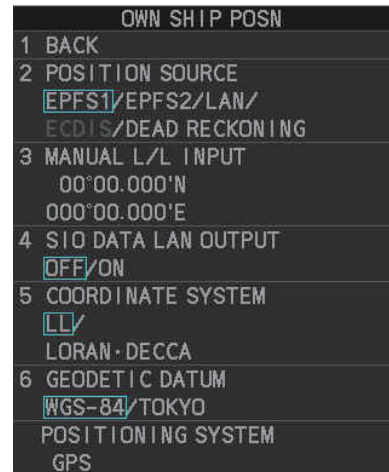 OWN SHIP POSN
1 BACK
2 POSITION SOURCE
EPFS1/EPFS2/LAN/
ECDIS/DEAD RECKONING
3 MANUAL L/L INPUT
00°00.000'N
000°00.000'E
4 SIO DATA LAN OUTPUT
OFF/ON
5 COORDINATE SYSTEM
LL/
LORAN·DECCA
6 GEODETIC DATUM
WGS-84/TOKYO
POSITIONING SYSTEM
GPS